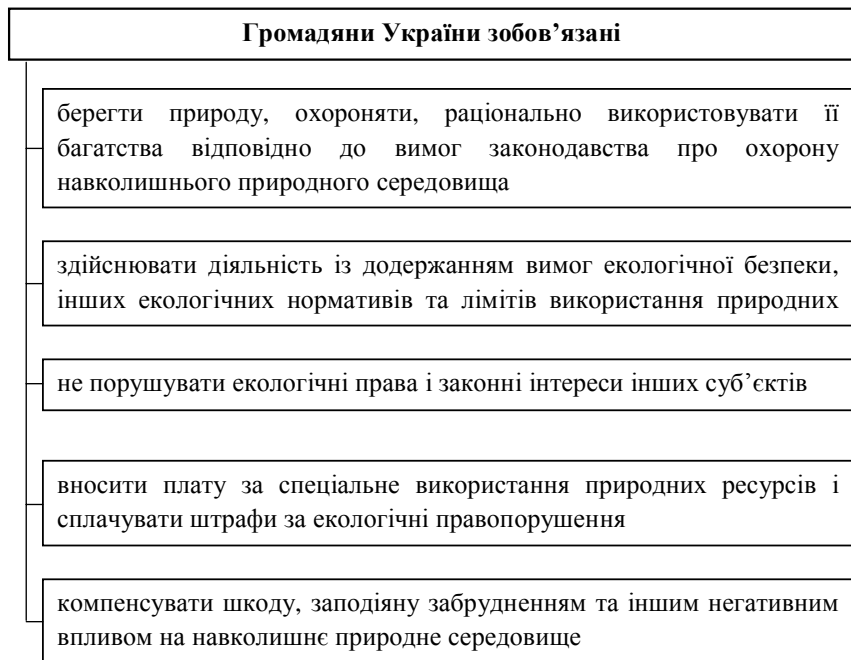 Громадяни України зобов’язані
берегти природу, охороняти, раціонально використовувати її
багатства відповідно до вимог законодавства про охорону
навколишнього природного середовища
здійснювати діяльність із додержанням вимог екологічної безпеки,
інших екологічних нормативів та лімітів використання природних
не порушувати екологічні права і законні інтереси інших суб’єктів
вносити плату за спеціальне використання природних ресурсів і
сплачувати штрафи за екологічні правопорушення
компенсувати шкоду, заподіяну забрудненням та іншим негативним
впливом на навколишнє природне середовище